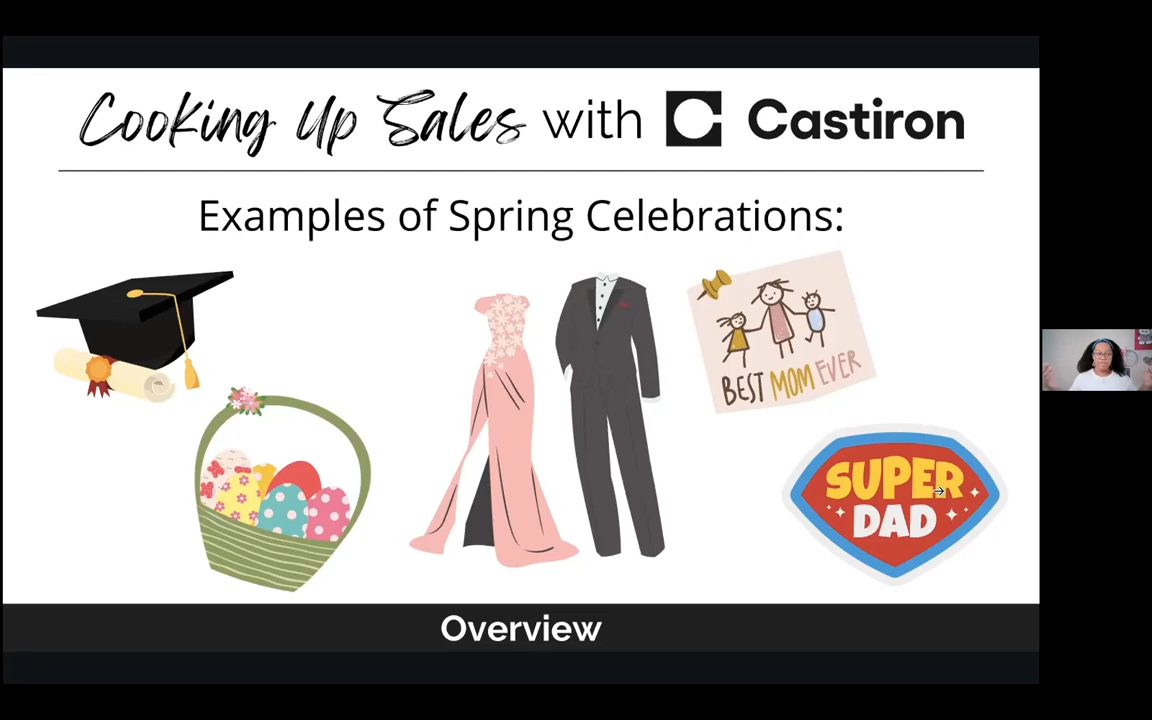 Cooking Up Sales with Castiron
Examples of Spring Celebrations:
BEST MOM EVER
SUPER
DAD
Overview